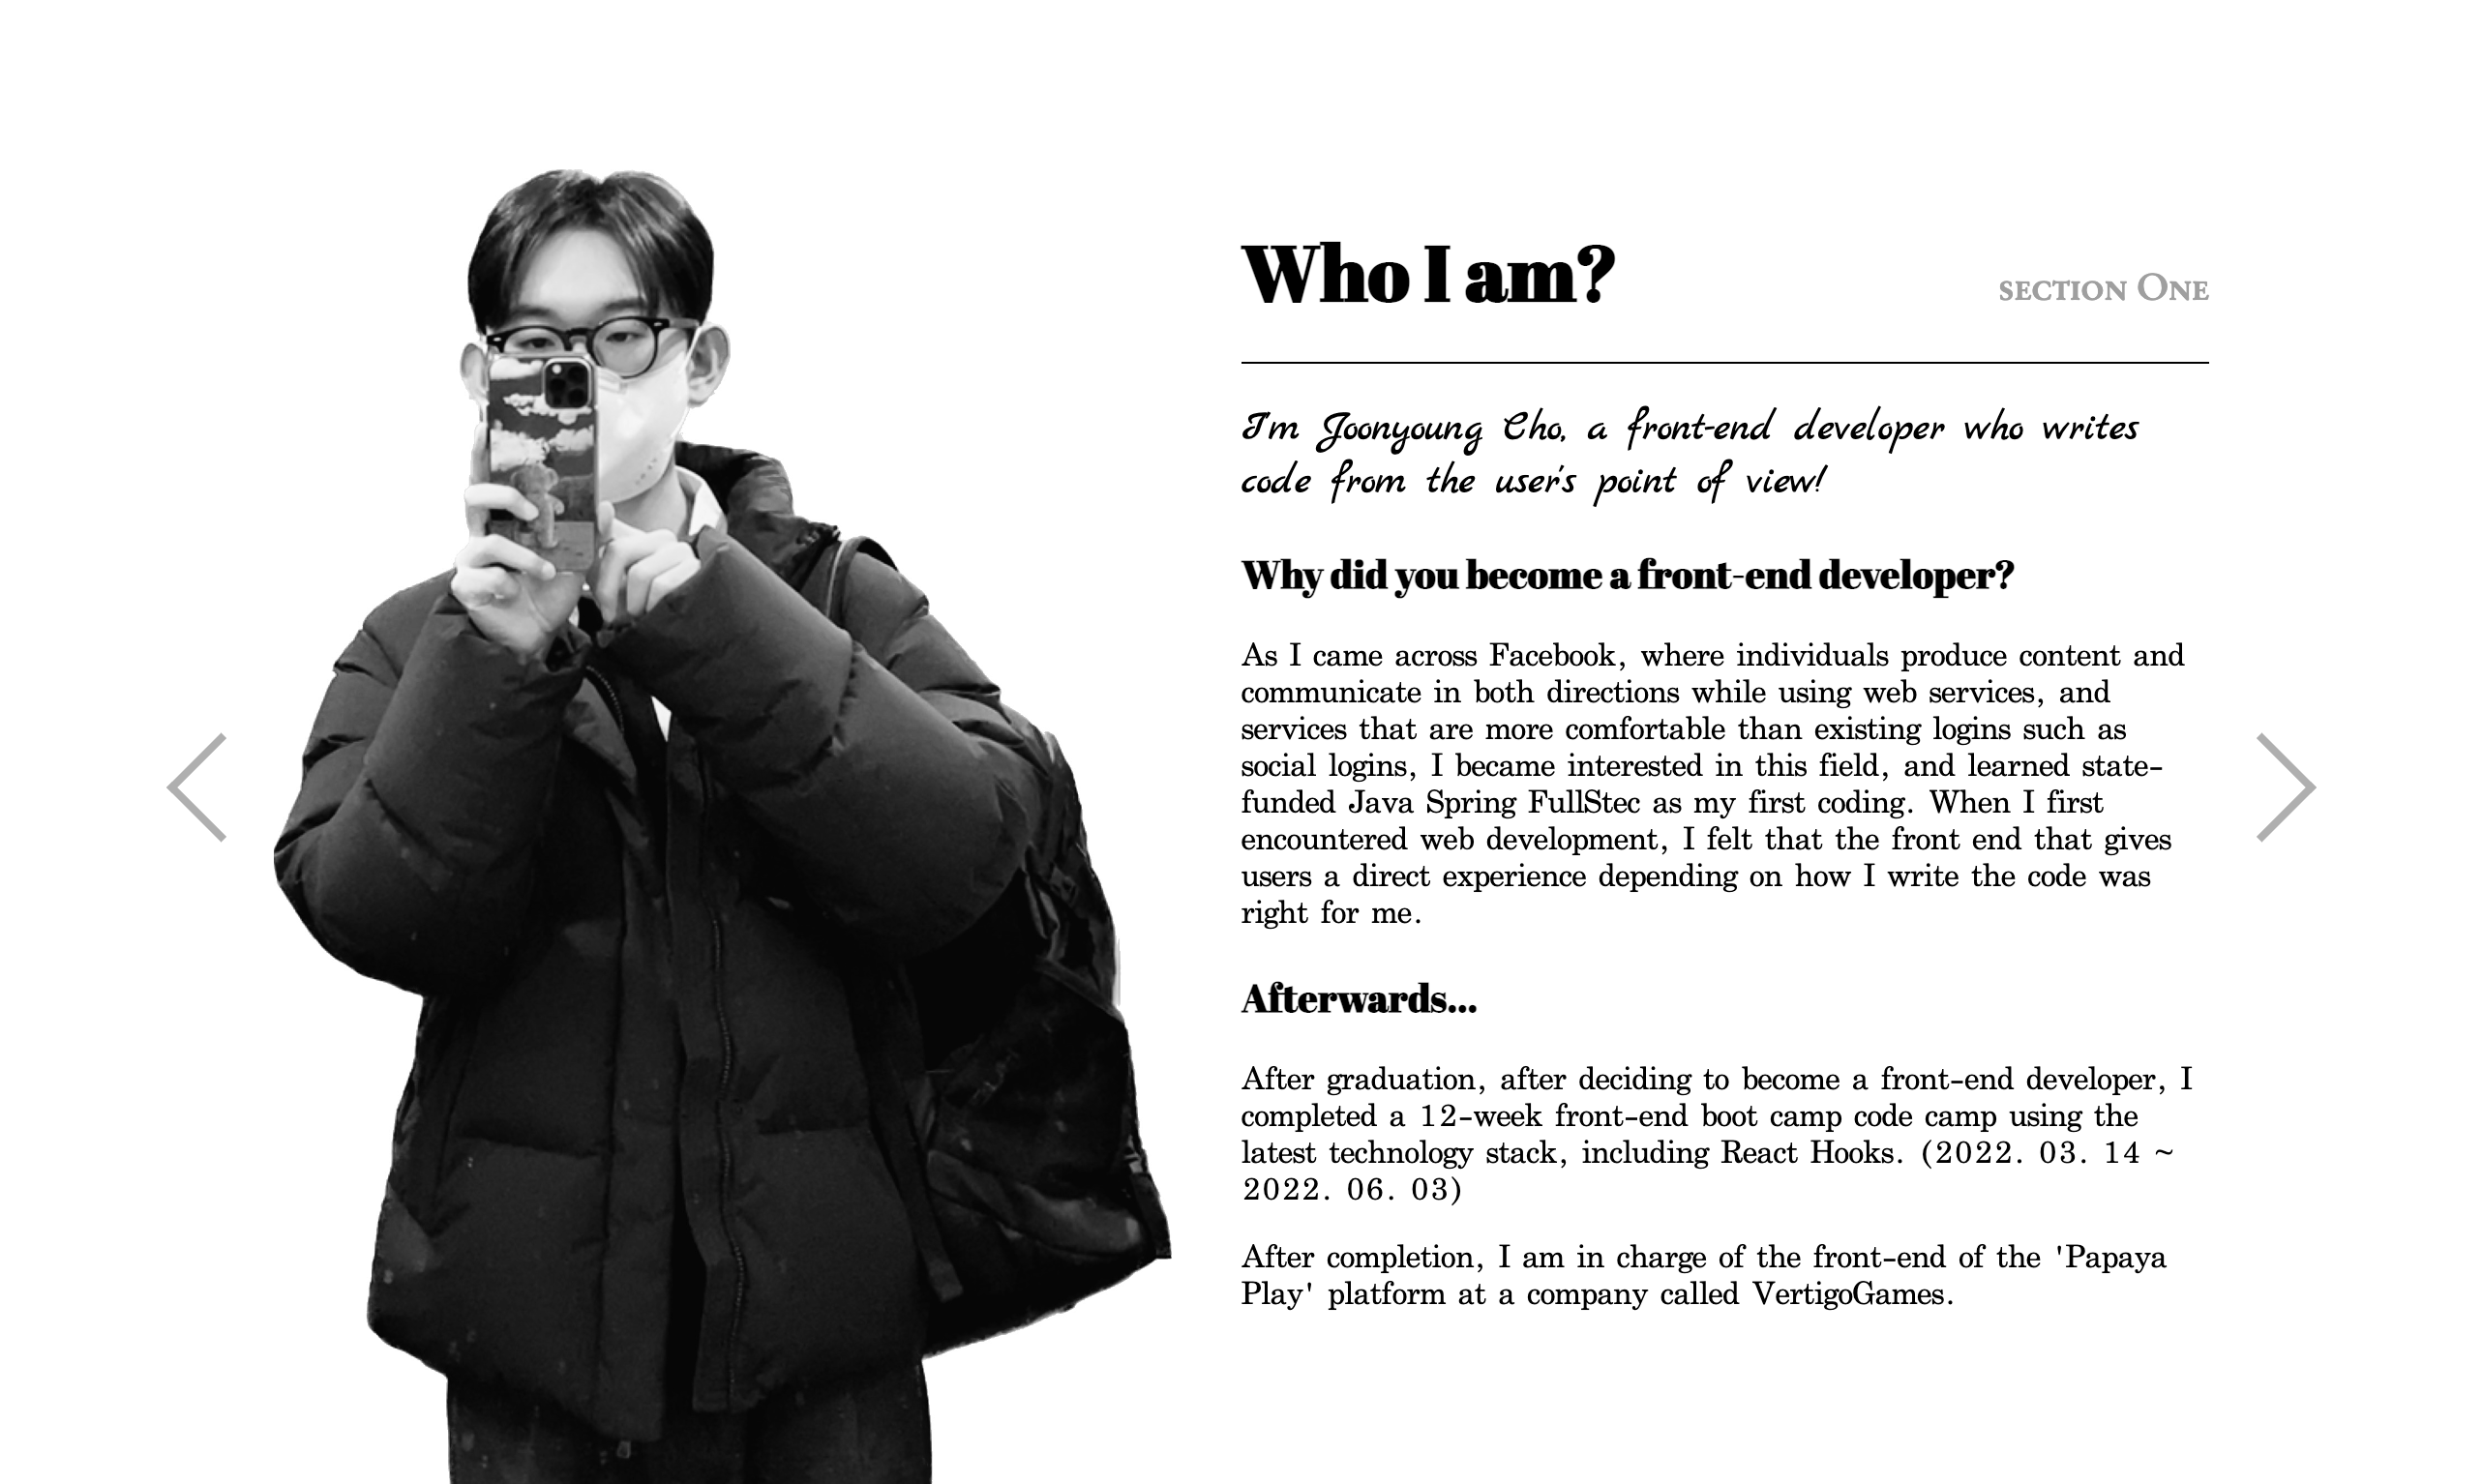 Who I am?
SECTION ONE
I'm Joonyoung Cho, a front-end developer who writes
code from the user's point of view!
Why did you become a front-end developer?
As I came across Facebook, where individuals produce content and
communicate in both directions while using web services, and
services that are more comfortable than existing logins such as
social logins, I became interested in this field, and learned state-
funded Java Spring FullStec as my first coding. When I first
encountered web development, I felt that the front end that gives
users a direct experience depending on how I write the code was
right for me.
Afterwards...
After graduation, after deciding to become a front-end developer, I
completed a 12-week front-end boot camp code camp using the
latest technology stack, including React Hooks. (2022. 03. 14 ~
2022. 06. 03)
After completion, I am in charge of the front-end of the 'Papaya
Play' platform at a company called VertigoGames.